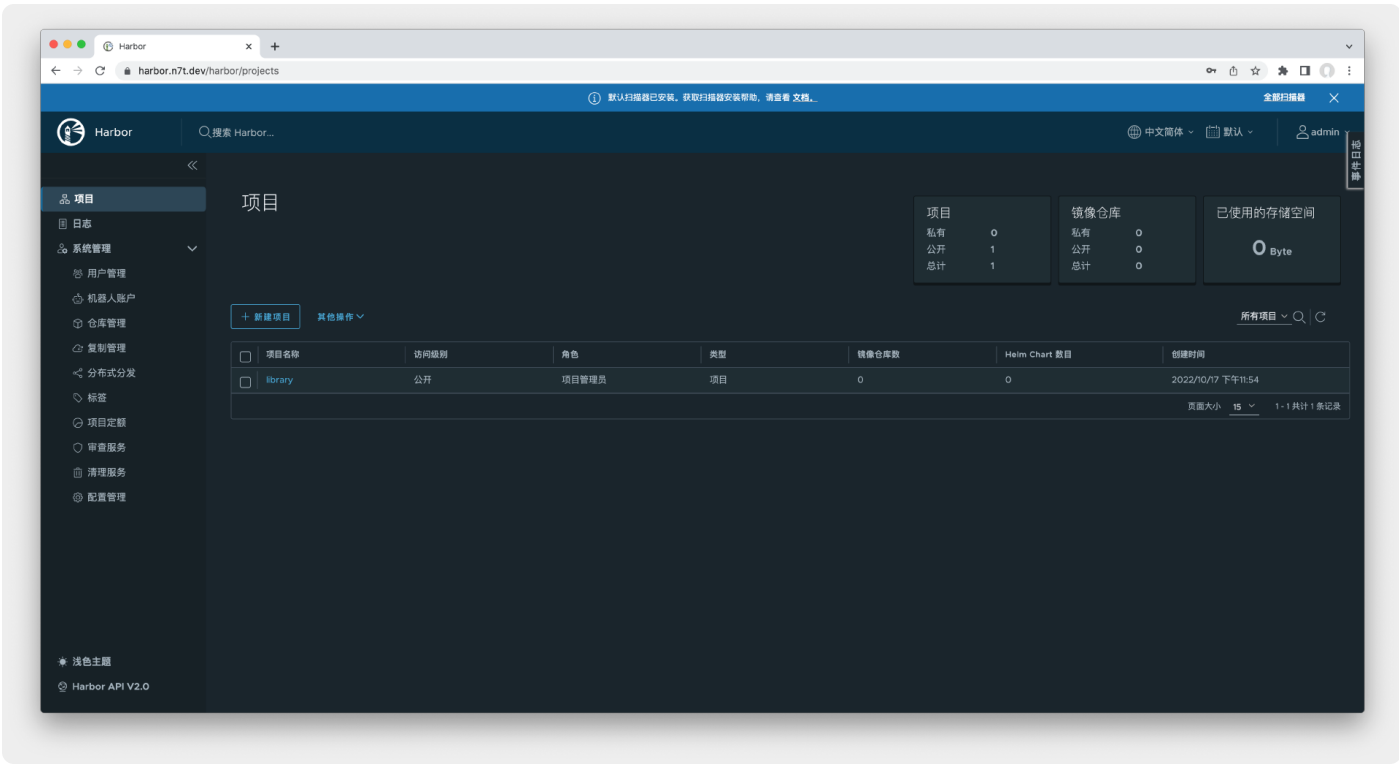 Harbor
harbor.n7t.dev/harbor/projects
默认扫描器已安装。获取扫描器安装帮助，请查看 文档。 全部扫描器
Harbor 搜索 Harbor... 中文简体 默认 admin
事件日志
项目
日志
系统管理
用户管理
机器人账户
仓库管理
复制管理
分布式分发
标签
项目定额
审查服务
清理服务
配置管理
浅色主题
Harbor API V2.0
项目
项目
私有 0
公开 1
总计 1
镜像仓库
私有 0
公开 0
总计 0
已使用的存储空间
0 Byte
+ 新建项目 其他操作 所有项目
项目名称 访问级别 角色 类型 镜像仓库数 Helm Chart 数目 创建时间
library 公开 项目管理员 项目 0 0 2022/10/17 下午11:54
页面大小 15 1 - 1 共计 1 条记录